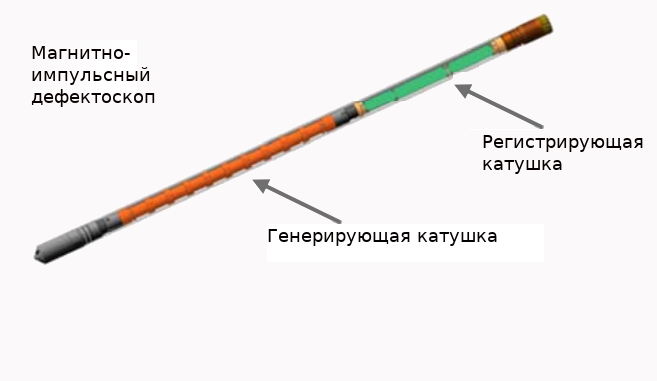 Магнитно-
импульсный
дефектоскоп
Регистрирующая
катушка
Генерирующая катушка